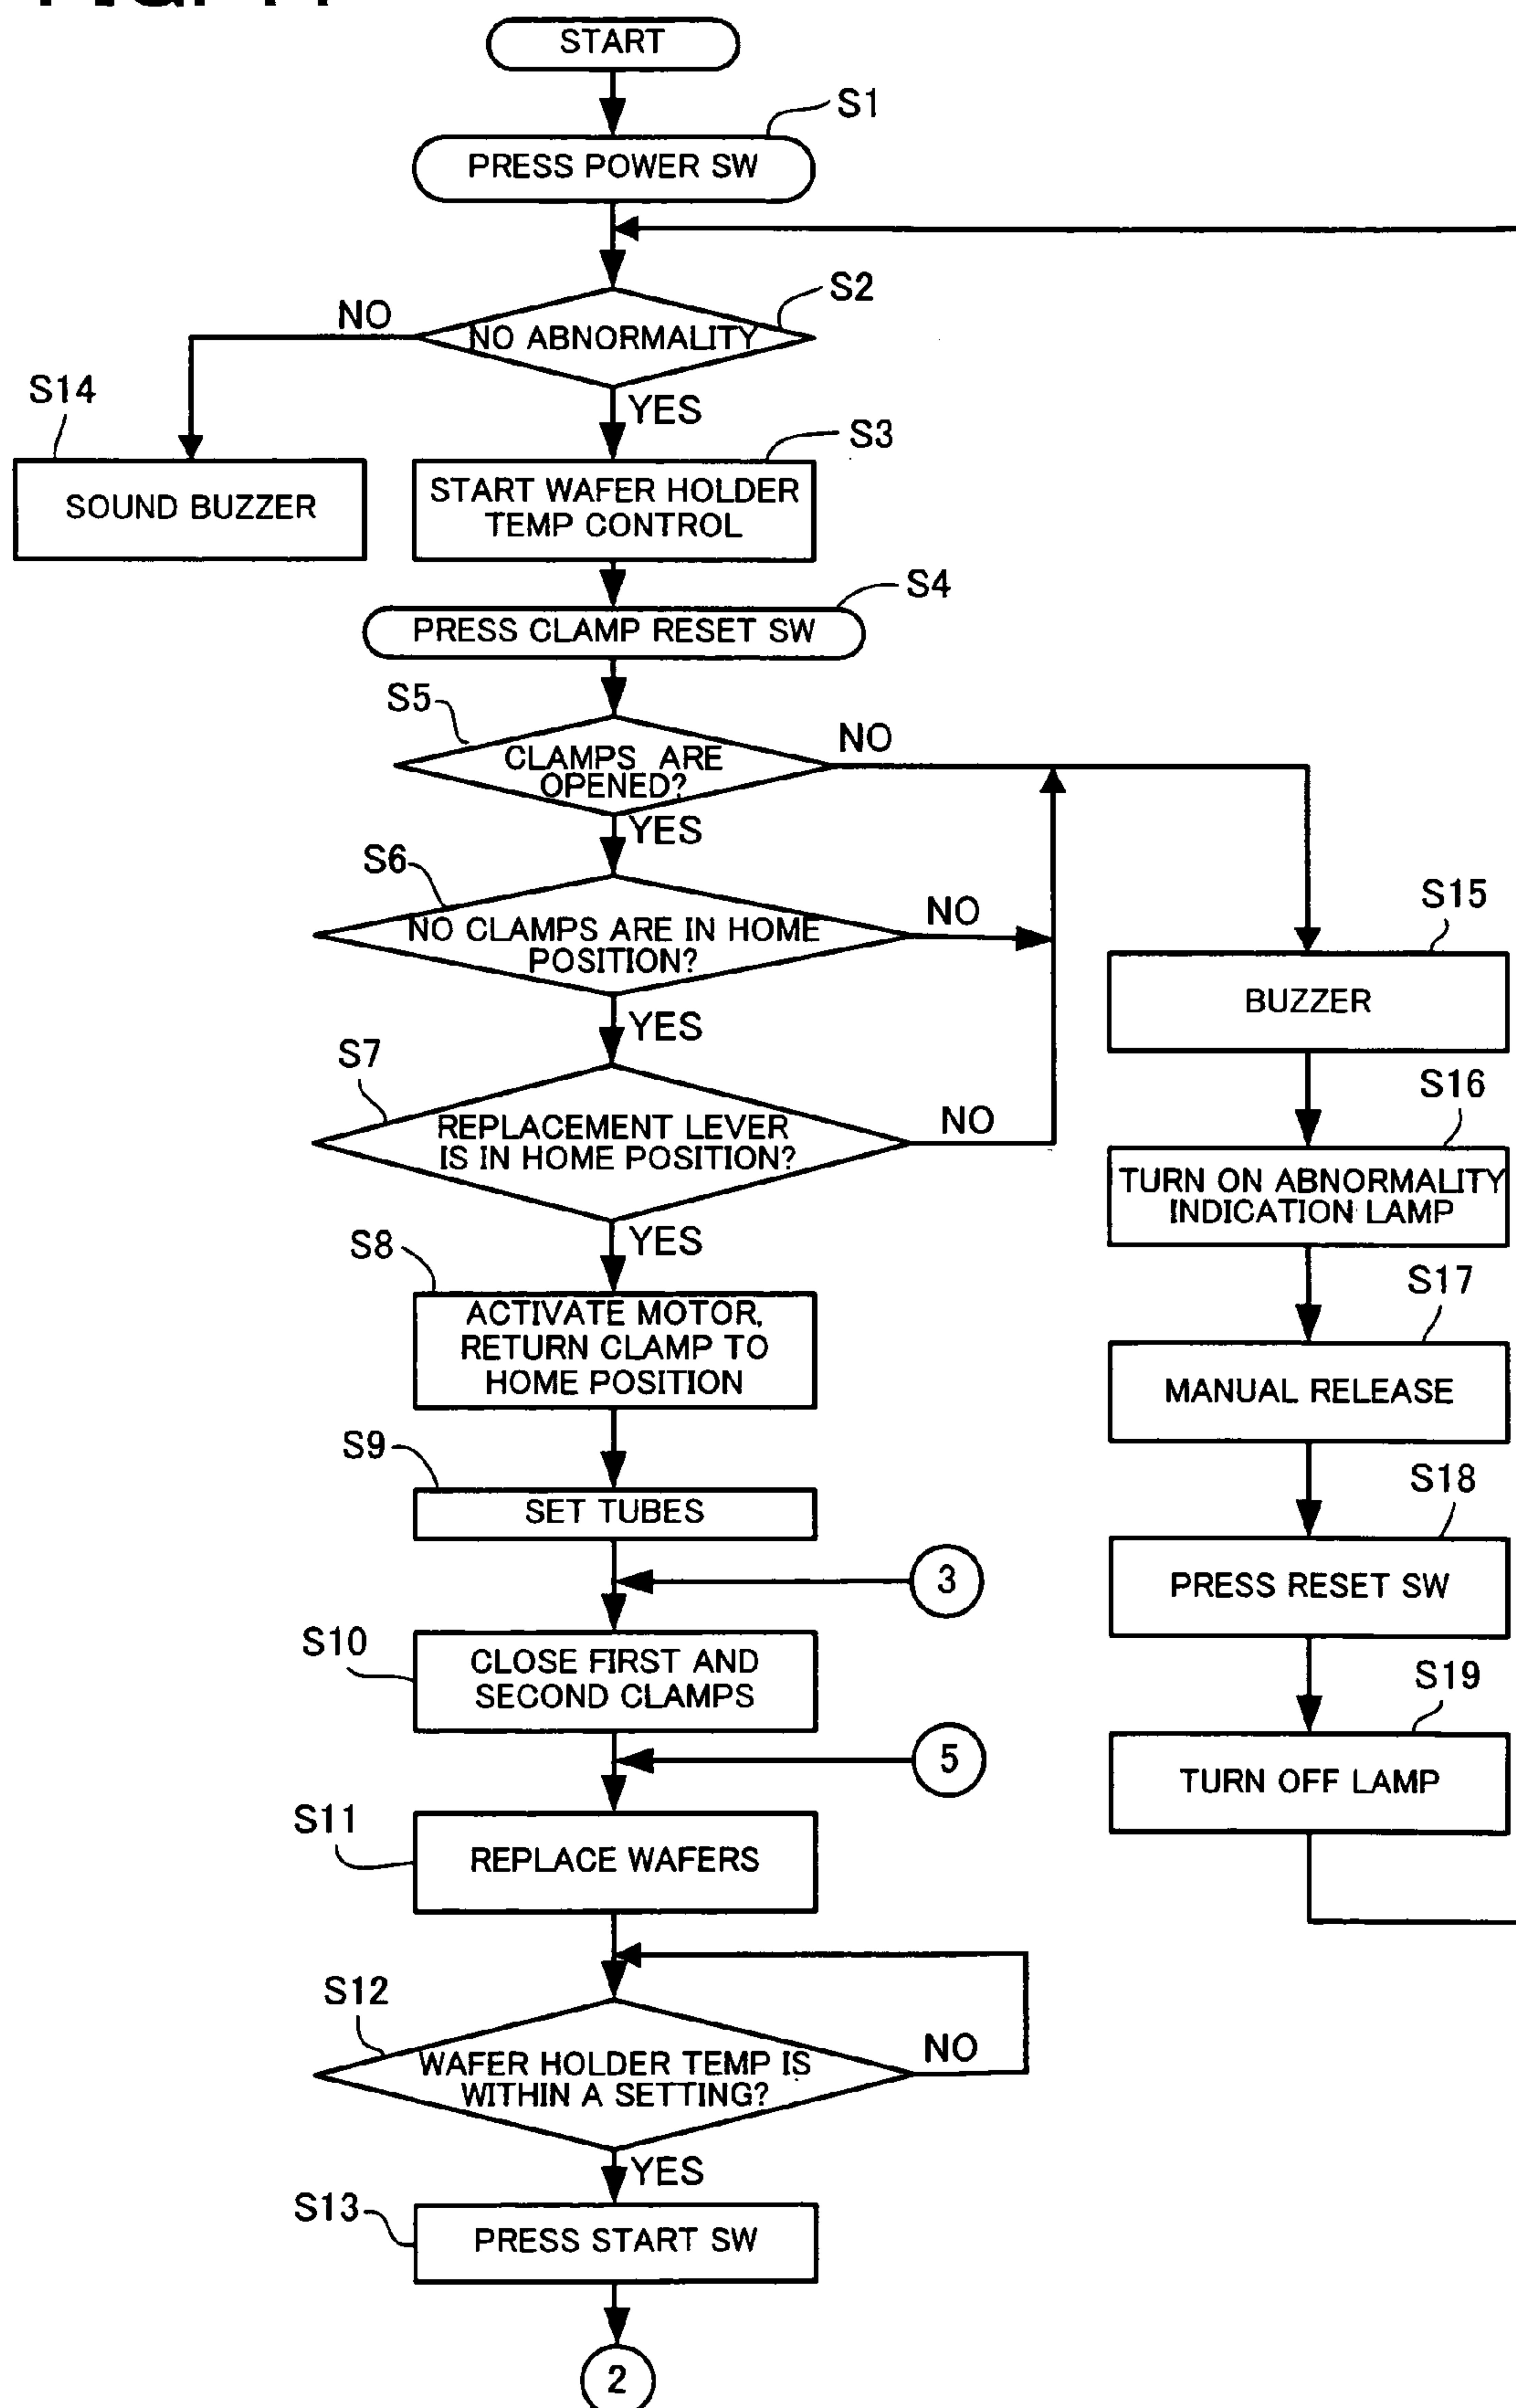 START
S1
PRESS POWER SW
S2
NO
NO ABNORMALITY
S14
YES
S3
SOUND BUZZER
START WAFER HOLDER
TEMP CONTROL
S4
PRESS CLAMP RESET SW
S5
NO
CLAMPS ARE
OPENED?
YES
S6
NO
NO CLAMPS ARE IN HOME
POSITION?
S15
BUZZER
YES
S7
NO
REPLACEMENT LEVER
IS IN HOME POSITION?
S16
TURN ON ABNORMALITY
INDICATION LAMP
YES
S8
ACTIVATE MOTOR,
RETURN CLAMP TO
HOME POSITION
S17
MANUAL RELEASE
S9
SET TUBES
S18
PRESS RESET SW
3
S10
CLOSE FIRST AND
SECOND CLAMPS
S19
TURN OFF LAMP
5
S11
REPLACE WAFERS
S12
NO
WAFER HOLDER TEMP IS
WITHIN A SETTING?
YES
S13
PRESS START SW
2